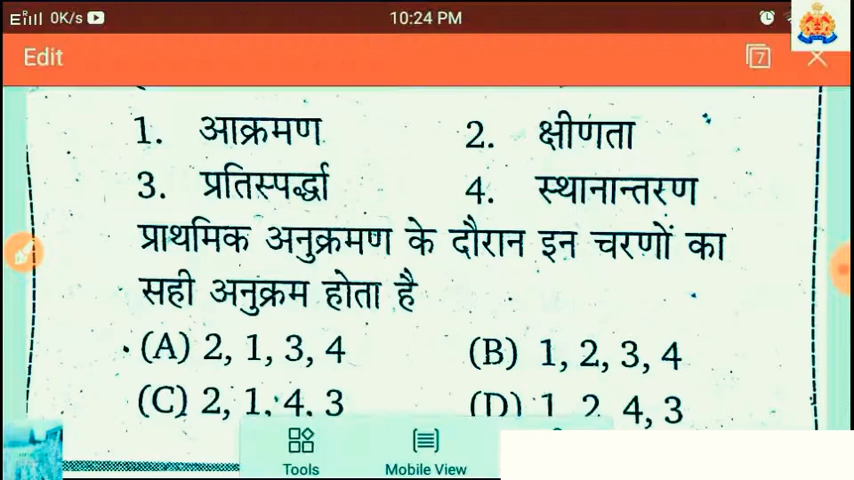 0K/s 10:24 PM
Edit 7
1. आक्रमण 2. क्षीणता
3. प्रतिस्पर्द्धा 4. स्थानान्तरण
प्राथमिक अनुक्रमण के दौरान इन चरणों का
सही अनुक्रम होता है
(A) 2, 1, 3, 4 (B) 1, 2, 3, 4
(C) 2, 1, 4, 3 (D) 1, 2, 4, 3
Tools Mobile View